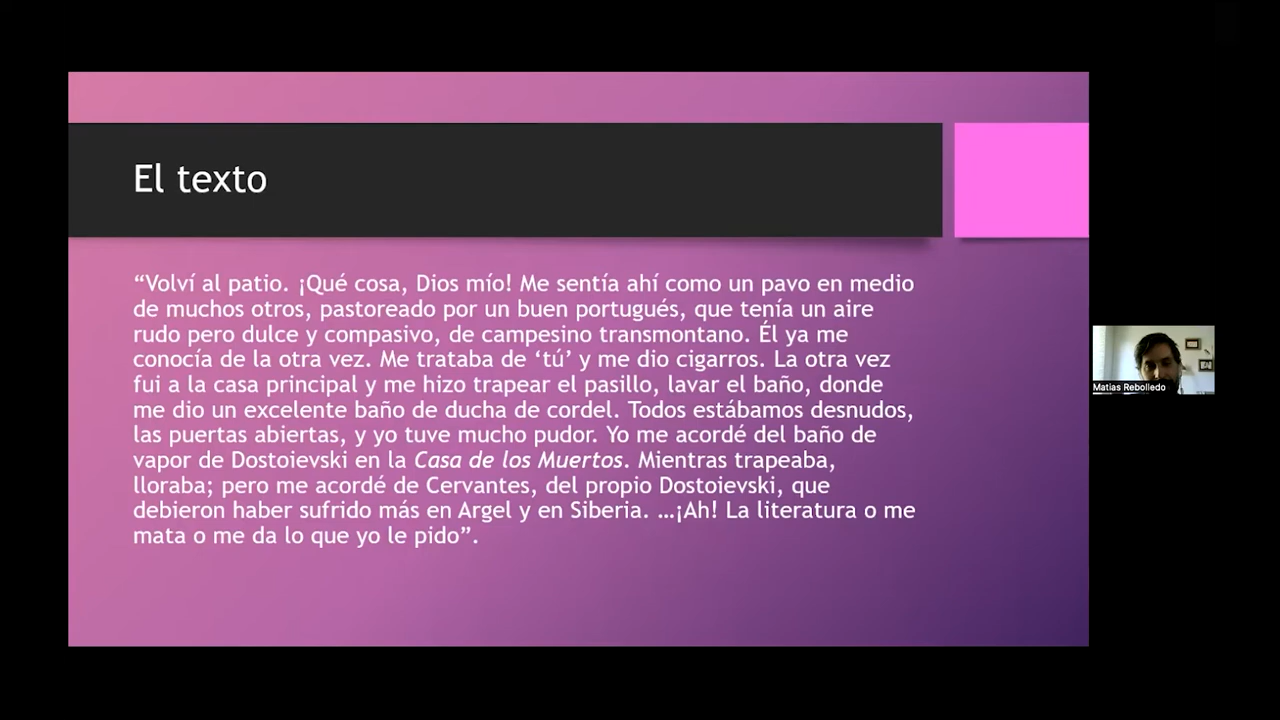 El texto
“Volví al patio. ¡Qué cosa, Dios mío! Me sentía ahí como un pavo en medio
de muchos otros, pastoreado por un buen portugués, que tenía un aire
rudo pero dulce y compasivo, de campesino transmontano. Él ya me
conocía de la otra vez. Me trataba de ‘tú’ y me dio cigarros. La otra vez
fui a la casa principal y me hizo trapear el pasillo, lavar el baño, donde
me dio un excelente baño de ducha de cordel. Todos estábamos desnudos,
las puertas abiertas, y yo tuve mucho pudor. Yo me acordé del baño de
vapor de Dostoievski en la Casa de los Muertos. Mientras trapeaba,
lloraba; pero me acordé de Cervantes, del propio Dostoievski, que
debieron haber sufrido más en Argel y en Siberia. …¡Ah! La literatura o me
mata o me da lo que yo le pido”.
Matias Rebolledo